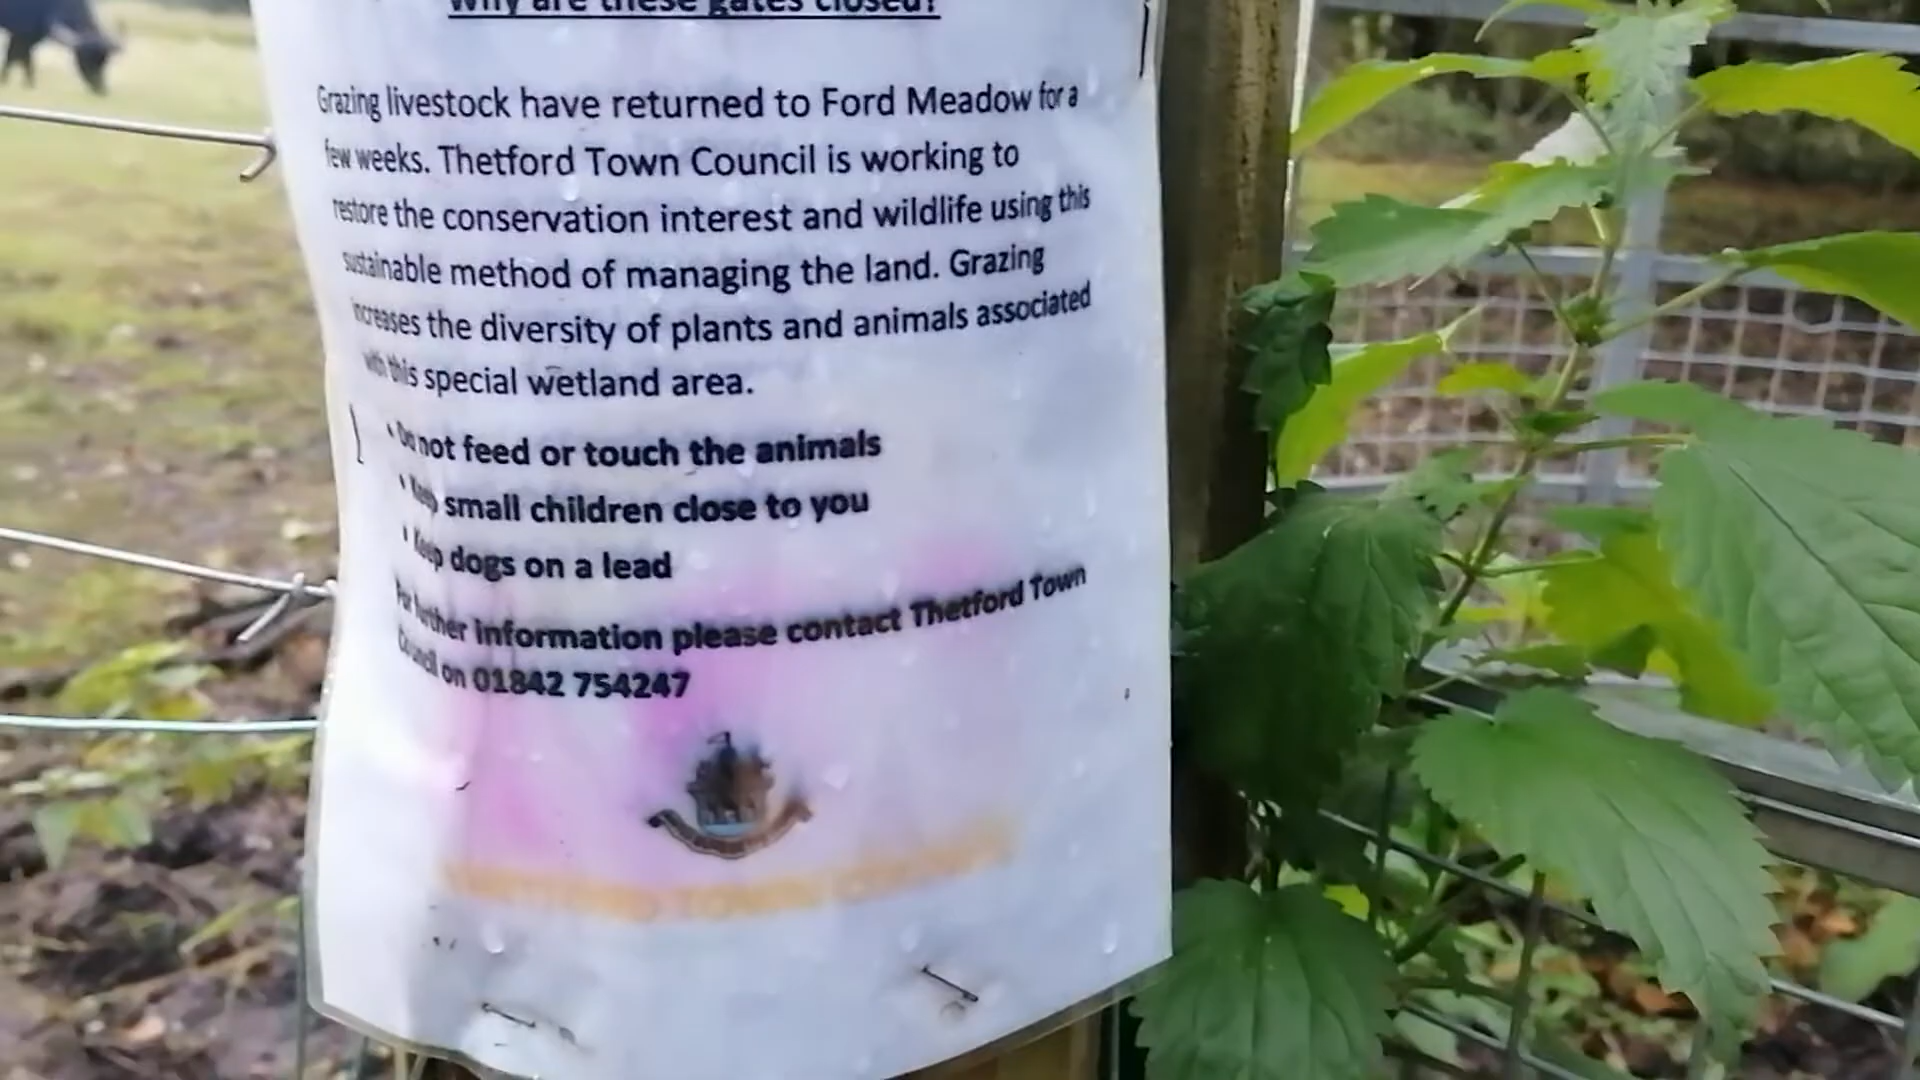 Why are these gates closed?
Grazing livestock have returned to Ford Meadow for a
few weeks. Thetford Town Council is working to
restore the conservation interest and wildlife using this
sustainable method of managing the land. Grazing
increases the diversity of plants and animals associated
with this special wetland area.
• Do not feed or touch the animals
• Keep small children close to you
• Keep dogs on a lead
For further information please contact Thetford Town
Council on 01842 754247
THETFORD TOWN COUNCIL